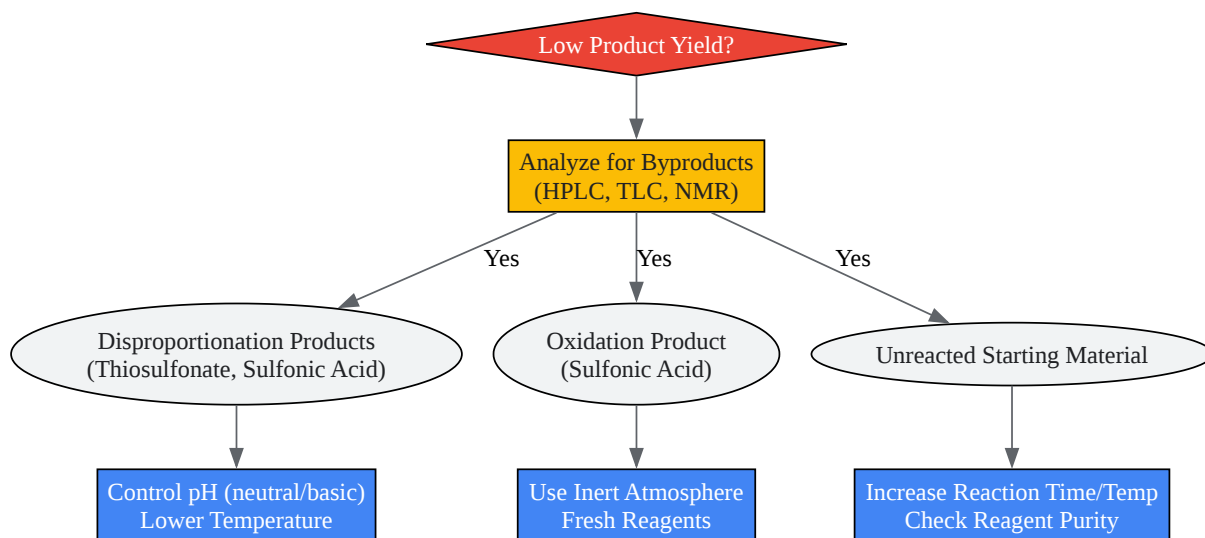 Low Product Yield?
Analyze for Byproducts
(HPLC, TLC, NMR)
Yes
Yes
Yes
Disproportionation Products
(Thiosulfonate, Sulfonic Acid)
Oxidation Product
(Sulfonic Acid)
Unreacted Starting Material
Control pH (neutral/basic)
Lower Temperature
Use Inert Atmosphere
Fresh Reagents
Increase Reaction Time/Temp
Check Reagent Purity